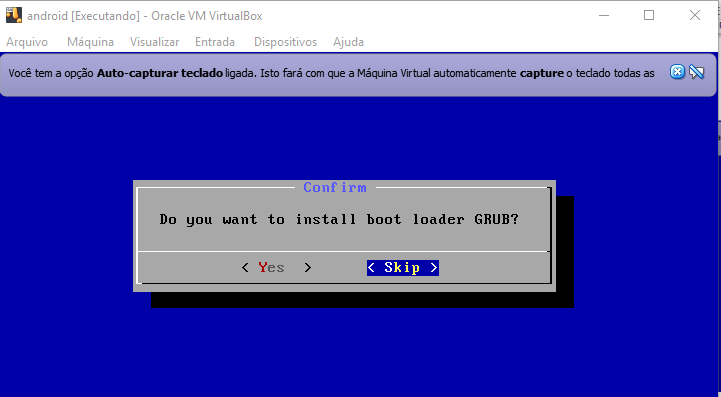 android [Executando] - Oracle VM VirtualBox
Arquivo Máquina Visualizar Entrada Dispositivos Ajuda
Você tem a opção Auto-capturar teclado ligada. Isto fará com que a Máquina Virtual automaticamente capture o teclado todas as
Confirm
Do you want to install boot loader GRUB?
< Yes > < Skip >